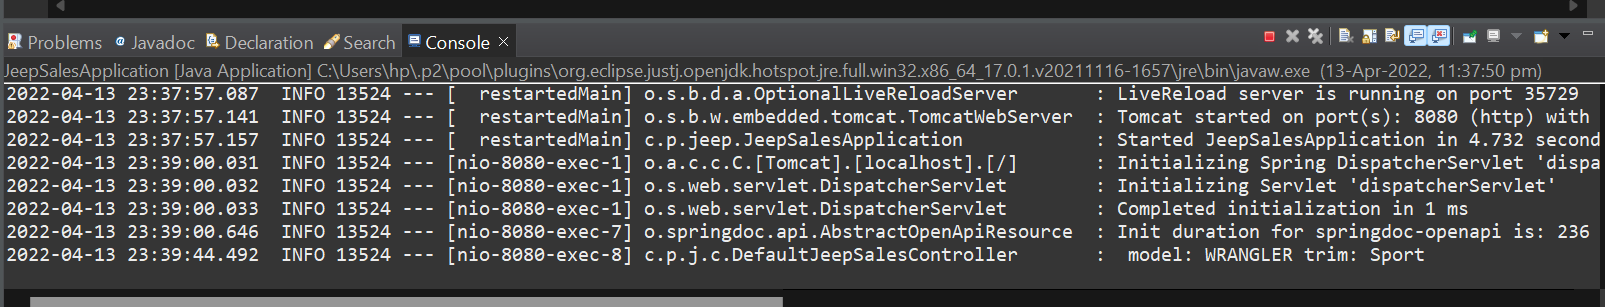 Problems Javadoc Declaration Search Console
JeepSalesApplication [Java Application] C:\Users\hp\.p2\pool\plugins\org.eclipse.justj.openjdk.hotspot.jre.full.win32.x86_64_17.0.1.v20211116-1657\jre\bin\javaw.exe (13-Apr-2022, 11:37:50 pm)
2022-04-13 23:37:57.087  INFO 13524 --- [  restartedMain] o.s.b.d.a.OptionalLiveReloadServer       : LiveReload server is running on port 35729
2022-04-13 23:37:57.141  INFO 13524 --- [  restartedMain] o.s.b.w.embedded.tomcat.TomcatWebServer  : Tomcat started on port(s): 8080 (http) with
2022-04-13 23:37:57.157  INFO 13524 --- [  restartedMain] c.p.jeep.JeepSalesApplication            : Started JeepSalesApplication in 4.732 second
2022-04-13 23:39:00.031  INFO 13524 --- [nio-8080-exec-1] o.a.c.c.C.[Tomcat].[localhost].[/]       : Initializing Spring DispatcherServlet 'dispa
2022-04-13 23:39:00.032  INFO 13524 --- [nio-8080-exec-1] o.s.web.servlet.DispatcherServlet        : Initializing Servlet 'dispatcherServlet'
2022-04-13 23:39:00.033  INFO 13524 --- [nio-8080-exec-1] o.s.web.servlet.DispatcherServlet        : Completed initialization in 1 ms
2022-04-13 23:39:00.646  INFO 13524 --- [nio-8080-exec-7] o.springdoc.api.AbstractOpenApiResource  : Init duration for springdoc-openapi is: 236
2022-04-13 23:39:44.492  INFO 13524 --- [nio-8080-exec-8] c.p.j.c.DefaultJeepSalesController       :  model: WRANGLER trim: Sport